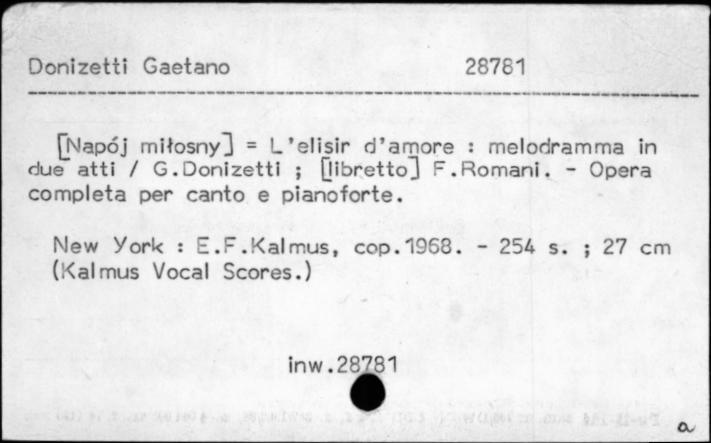 Donizetti Gaetano 28781
[Napój miłosny] = L'elisir d'amore : melodramma in
due atti / G.Donizetti ; [libretto] F.Romani. - Opera
completa per canto e pianoforte.
New York : E.F.Kalmus, cop.1968. - 254 s. ; 27 cm
(Kalmus Vocal Scores.)
inw.28781
a